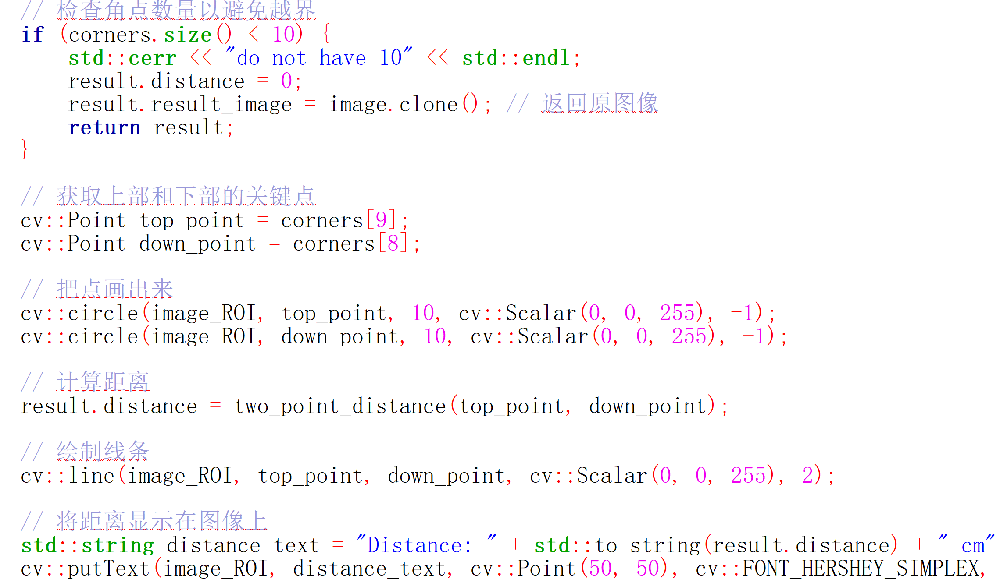 // 检查角点数量以避免越界
if (corners.size() < 10) {
    std::cerr << "do not have 10" << std::endl;
    result.distance = 0;
    result.result_image = image.clone(); // 返回原图像
    return result;
}
// 获取上部和下部的关键点
cv::Point top_point = corners[9];
cv::Point down_point = corners[8];
// 把点画出来
cv::circle(image_ROI, top_point, 10, cv::Scalar(0, 0, 255), -1);
cv::circle(image_ROI, down_point, 10, cv::Scalar(0, 0, 255), -1);
// 计算距离
result.distance = two_point_distance(top_point, down_point);
// 绘制线条
cv::line(image_ROI, top_point, down_point, cv::Scalar(0, 0, 255), 2);
// 将距离显示在图像上
std::string distance_text = "Distance: " + std::to_string(result.distance) + " cm"
cv::putText(image_ROI, distance_text, cv::Point(50, 50), cv::FONT_HERSHEY_SIMPLEX,